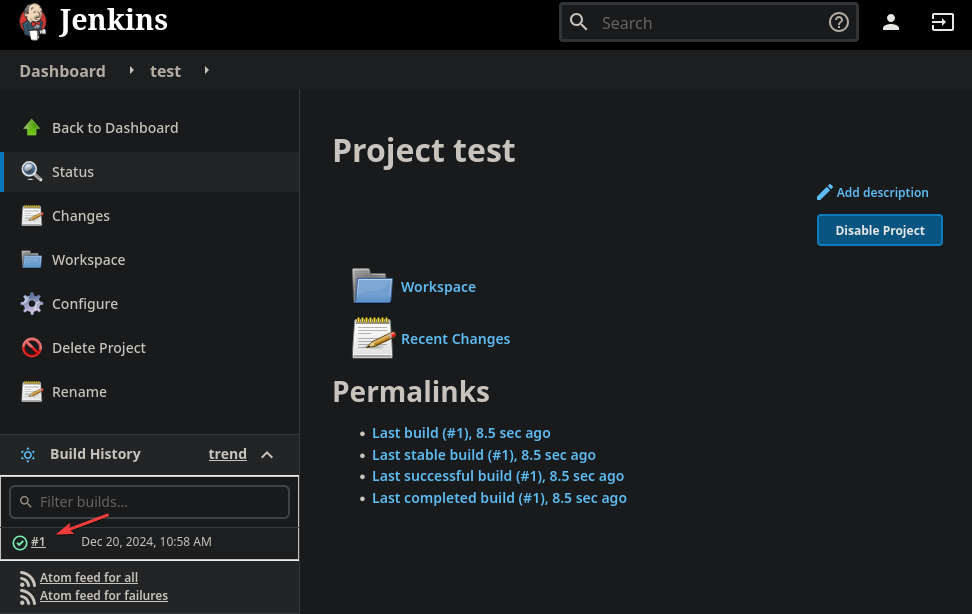 Jenkins
Search
Dashboard
test
Back to Dashboard
Status
Changes
Workspace
Configure
Delete Project
Rename
Build History
trend
Filter builds...
#1
Dec 20, 2024, 10:58 AM
Atom feed for all
Atom feed for failures
Project test
Add description
Disable Project
Workspace
Recent Changes
Permalinks
Last build (#1), 8.5 sec ago
Last stable build (#1), 8.5 sec ago
Last successful build (#1), 8.5 sec ago
Last completed build (#1), 8.5 sec ago